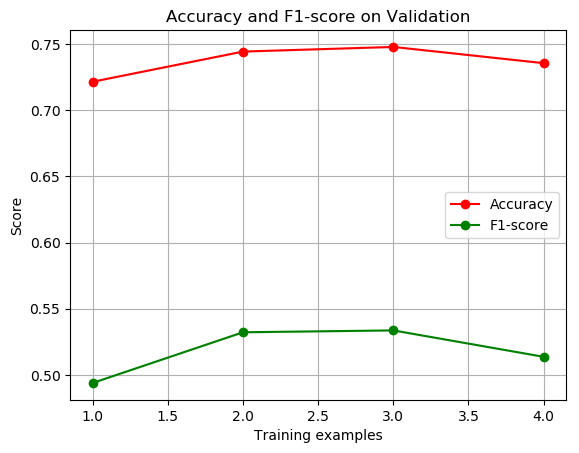 Accuracy and F1-score on Validation
Score
0.75
0.70
0.65
0.60
0.55
0.50
Accuracy
F1-score
1.0 1.5 2.0 2.5 3.0 3.5 4.0
Training examples